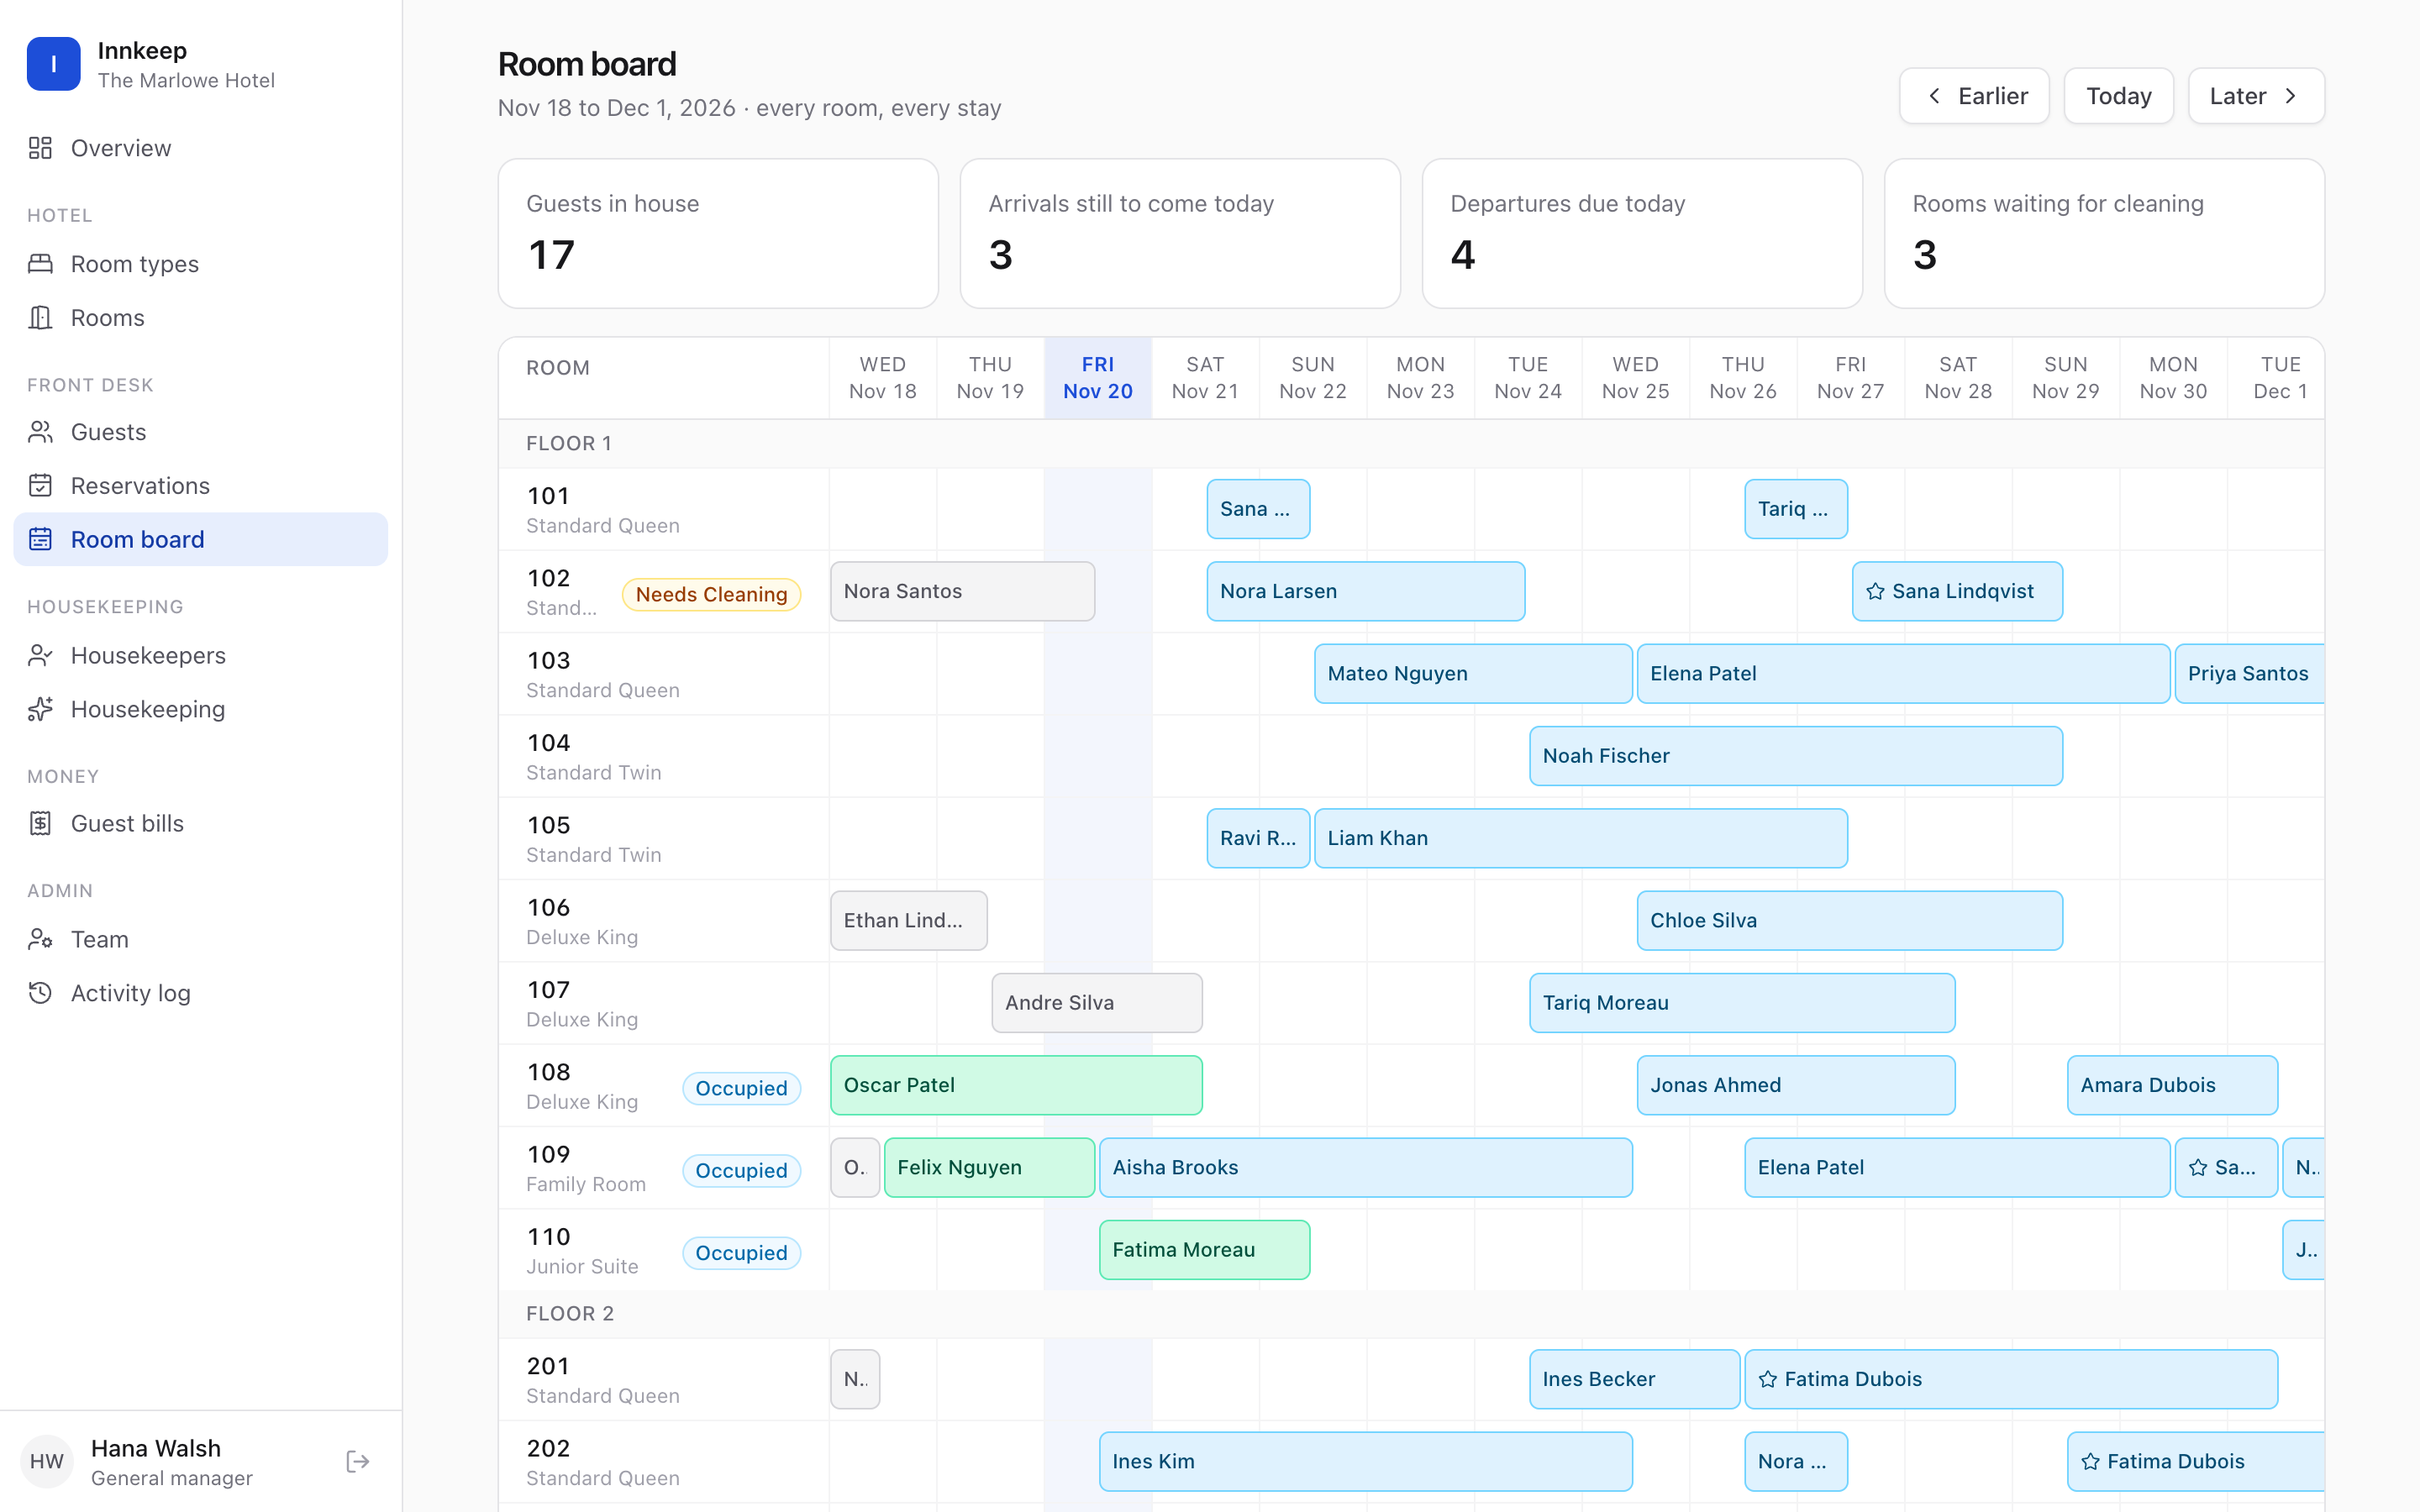 I
Innkeep
The Marlowe Hotel
Overview
HOTEL
Room types
Rooms
FRONT DESK
Guests
Reservations
Room board
HOUSEKEEPING
Housekeepers
Housekeeping
MONEY
Guest bills
ADMIN
Team
Activity log
HW
Hana Walsh
General manager
Room board
Nov 18 to Dec 1, 2026 · every room, every stay
Earlier
Today
Later
Guests in house
17
Arrivals still to come today
3
Departures due today
4
Rooms waiting for cleaning
3
ROOM
WED
Nov 18
THU
Nov 19
FRI
Nov 20
SAT
Nov 21
SUN
Nov 22
MON
Nov 23
TUE
Nov 24
WED
Nov 25
THU
Nov 26
FRI
Nov 27
SAT
Nov 28
SUN
Nov 29
MON
Nov 30
TUE
Dec 1
FLOOR 1
101
Standard Queen
Sana ...
Tariq ...
102
Stand...
Needs Cleaning
Nora Santos
Nora Larsen
Sana Lindqvist
103
Standard Queen
Mateo Nguyen
Elena Patel
Priya Santos
104
Standard Twin
Noah Fischer
105
Standard Twin
Ravi R...
Liam Khan
106
Deluxe King
Ethan Lind...
Chloe Silva
107
Deluxe King
Andre Silva
Tariq Moreau
108
Deluxe King
Occupied
Oscar Patel
Jonas Ahmed
Amara Dubois
109
Family Room
Occupied
O..
Felix Nguyen
Aisha Brooks
Elena Patel
Sa...
N..
110
Junior Suite
Occupied
Fatima Moreau
J..
FLOOR 2
201
Standard Queen
N..
Ines Becker
Fatima Dubois
202
Standard Queen
Ines Kim
Nora ...
Fatima Dubois